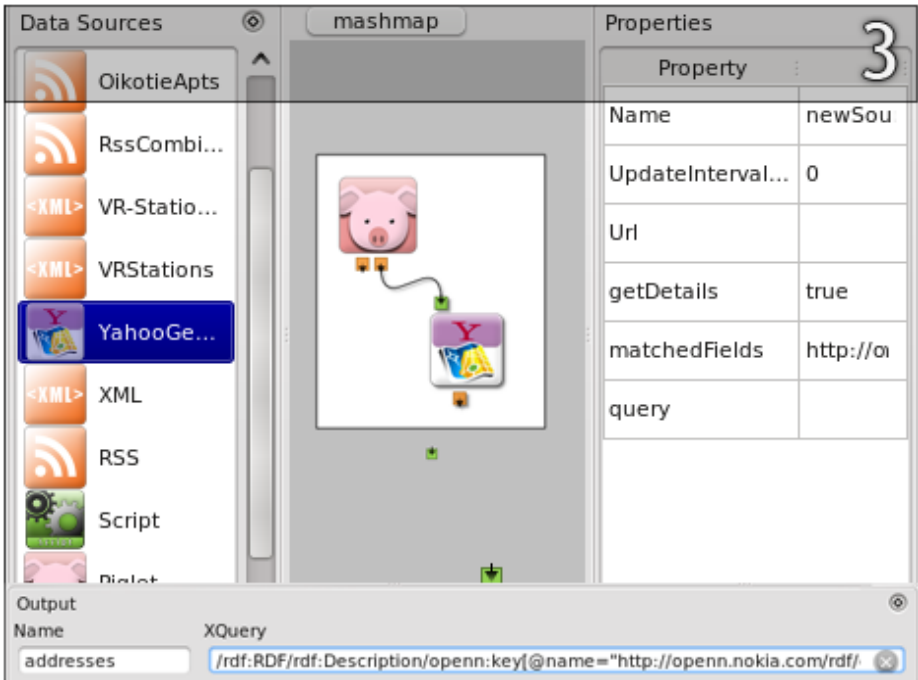 Data Sources
mashmap
Properties
3
OikotieApts
RssCombi...
<XML> VR-Statio...
<XML> VRStations
Y YahooGe...
<XML> XML
RSS
Script
Piglet
Property
Name newSou
UpdateInterval... 0
Url
getDetails true
matchedFields http://o
query
Y
Output
Name XQuery
addresses /rdf:RDF/rdf:Description/openn:key[@name="http://openn.nokia.com/rdf/